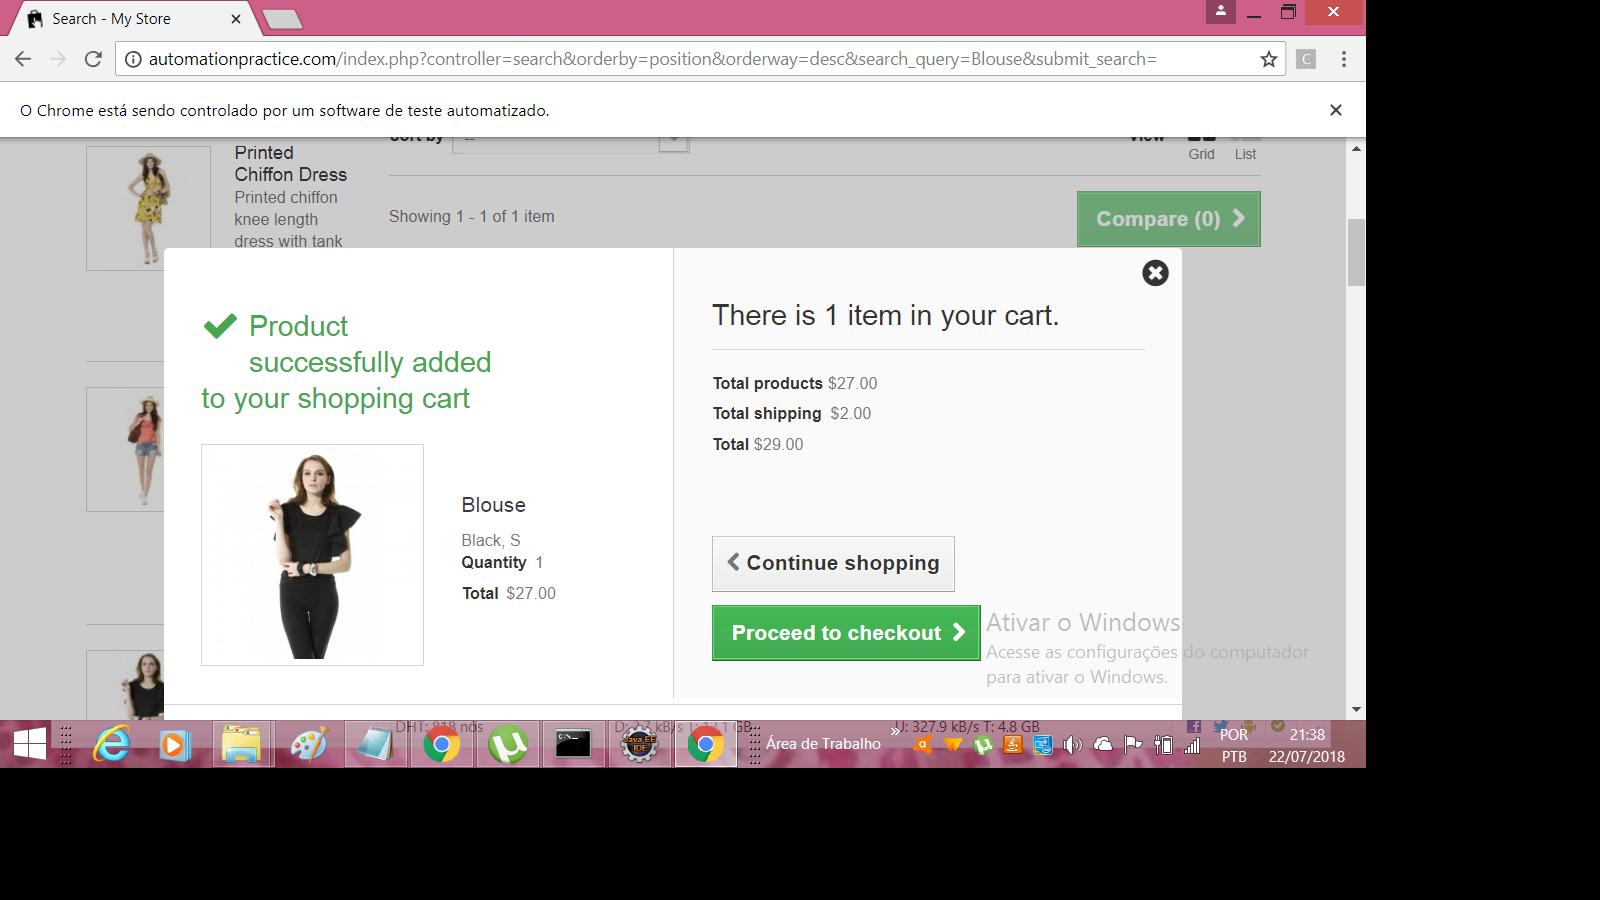 Search - My Store
automationpractice.com/index.php?controller=search&orderby=position&orderway=desc&search_query=Blouse&submit_search=
C
O Chrome está sendo controlado por um software de teste automatizado.
Sort by --
View
Grid List
Printed
Chiffon Dress
Printed chiffon
knee length
dress with tank
Showing 1 - 1 of 1 item
Compare (0)
Product
successfully added
to your shopping cart
Blouse
Black, S
Quantity 1
Total $27.00
There is 1 item in your cart.
Total products $27.00
Total shipping $2.00
Total $29.00
Continue shopping
Proceed to checkout
Ativar o Windows
Acesse as configurações do computador
para ativar o Windows.
DHT: 818 nós
U: 327.9 kB/s T: 4.8 GB
Java EE
IDE
Área de Trabalho
POR
PTB
21:38
22/07/2018